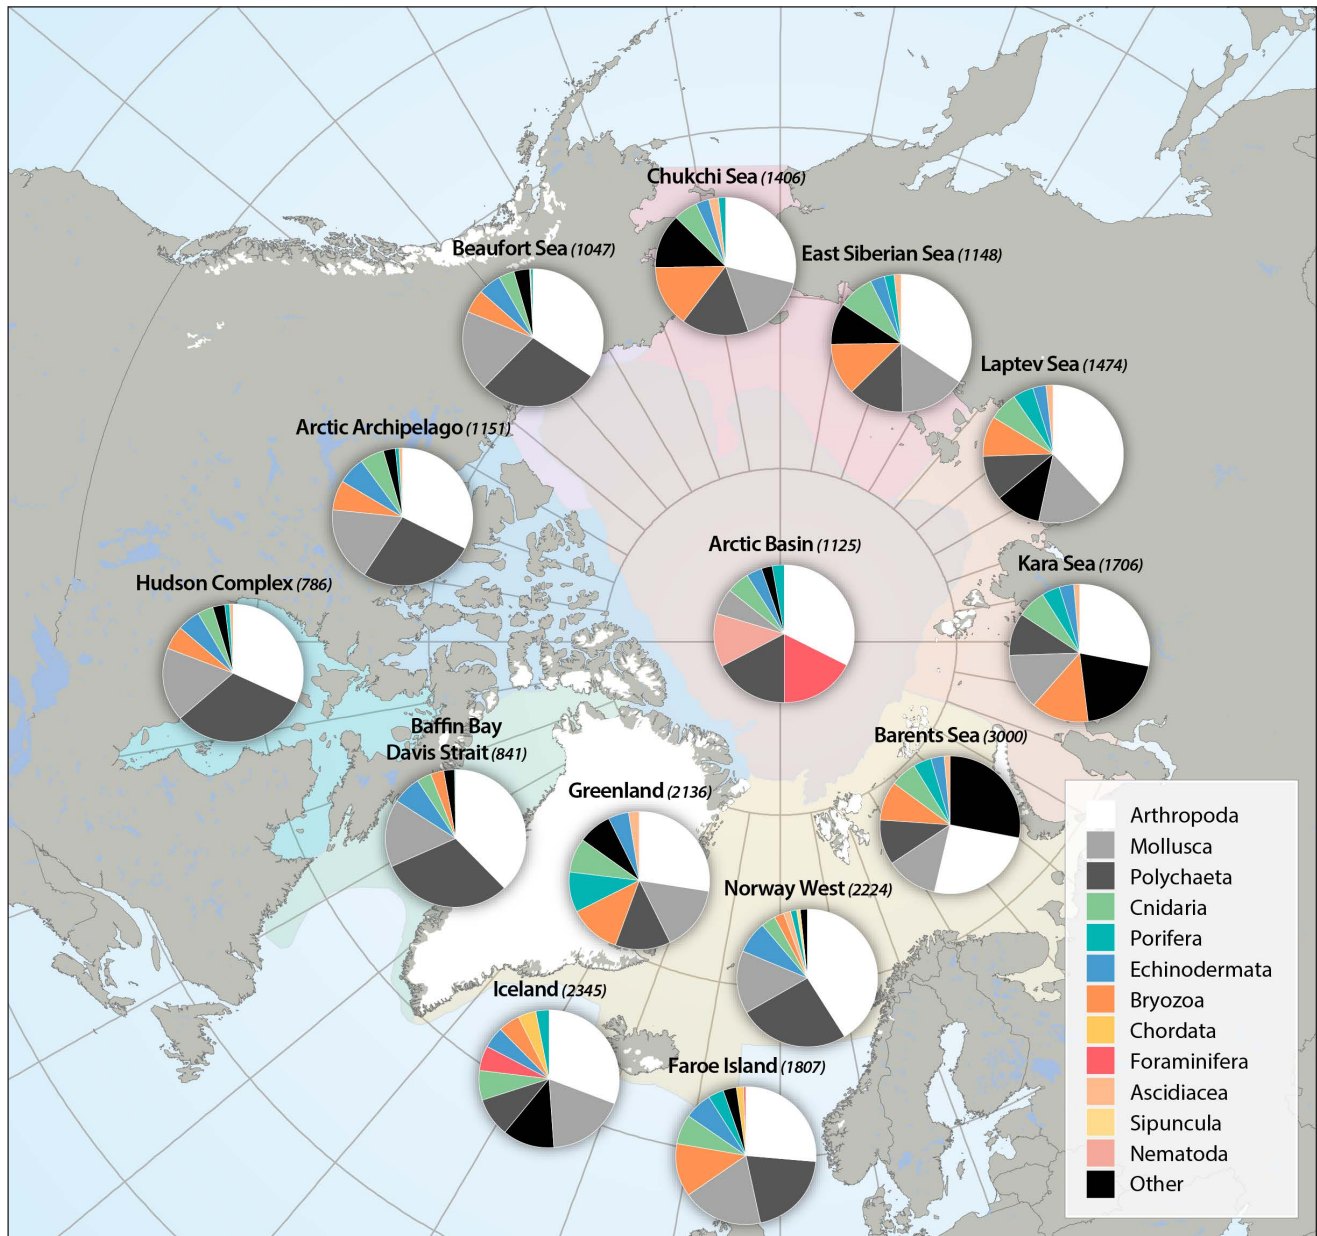 Chukchi Sea (1406)
Beaufort Sea (1047)
East Siberian Sea (1148)
Laptev Sea (1474)
Arctic Archipelago (1151)
Arctic Basin (1125)
Kara Sea (1706)
Hudson Complex (786)
Baffin Bay
Davis Strait (841)
Barents Sea (3000)
Greenland (2136)
Norway West (2224)
Iceland (2345)
Faroe Island (1807)
Arthropoda
Mollusca
Polychaeta
Cnidaria
Porifera
Echinodermata
Bryozoa
Chordata
Foraminifera
Ascidiacea
Sipuncula
Nematoda
Other